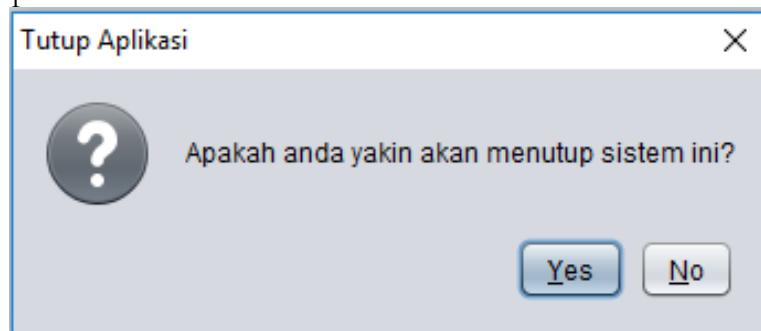 Tutup Aplikasi
Apakah anda yakin akan menutup sistem ini?
Yes
No